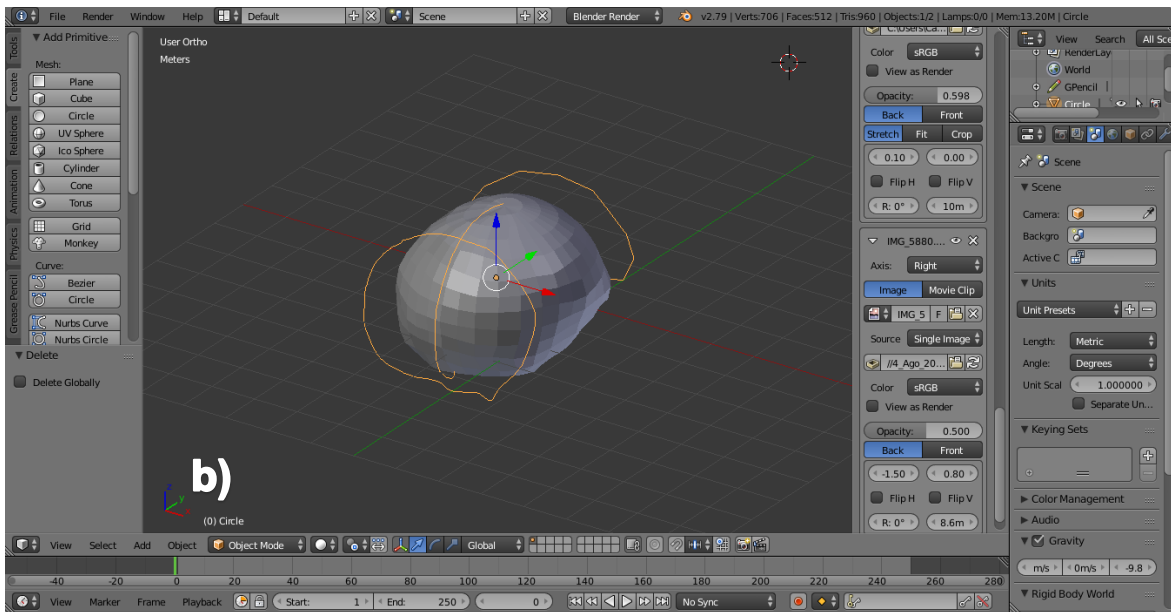 File Render Window Help Default Scene Blender Render v2.79 | Verts:706 | Faces:512 | Tris:960 | Objects:1/2 | Lamps:0/0 | Mem:13.20M | Circle
Tools
Create
Relations
Animation
Physics
Grease Pencil
▼ Add Primitive
Mesh:
Plane
Cube
Circle
UV Sphere
Ico Sphere
Cylinder
Cone
Torus
Grid
Monkey
Curve:
Bezier
Circle
Nurbs Curve
Nurbs Circle
▼ Delete
Delete Globally
User Ortho
Meters
b)
z
y
(0) Circle
Color sRGB
View as Render
Opacity: 0.598
Back Front
Stretch Fit Crop
0.10 0.00
Flip H Flip V
R: 0° 10m
IMG_5880....
Axis: Right
Image Movie Clip
IMG_5 F
Source Single Image
//4_Ago_20...
Color sRGB
View as Render
Opacity: 0.500
Back Front
-1.50 0.80
Flip H Flip V
R: 0° 8.6m
View Search All Sce
RenderLay
World
GPencil
Circle
Scene
▼ Scene
Camera:
Backgro
Active C
▼ Units
Unit Presets
Length: Metric
Angle: Degrees
Unit Scal 1.000000
Separate Un...
▼ Keying Sets
▶ Color Management
▶ Audio
▼ Gravity
m/s 0m/s -9.8
▼ Rigid Body World
View Select Add Object Object Mode Global
-40 -20 0 20 40 60 80 100 120 140 160 180 200 220 240 260 280
View Marker Frame Playback Start: 1 End: 250 0 No Sync